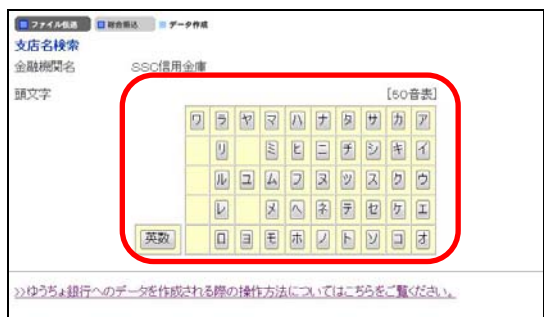 ファイル伝送 総合振込 データ作成
支店名検索
金融機関名 SSC信用金庫
頭文字 [50音表]
ワ ラ ヤ マ ハ ナ タ サ カ ア
リ ミ ヒ ニ チ シ キ イ
ル ユ ム フ ヌ ツ ス ク ウ
レ メ ヘ ネ テ セ ケ エ
英数 ロ ヨ モ ホ ノ ト ソ コ オ
>>ゆうちょ銀行へのデータを作成される際の操作方法についてはこちらをご覧ください。